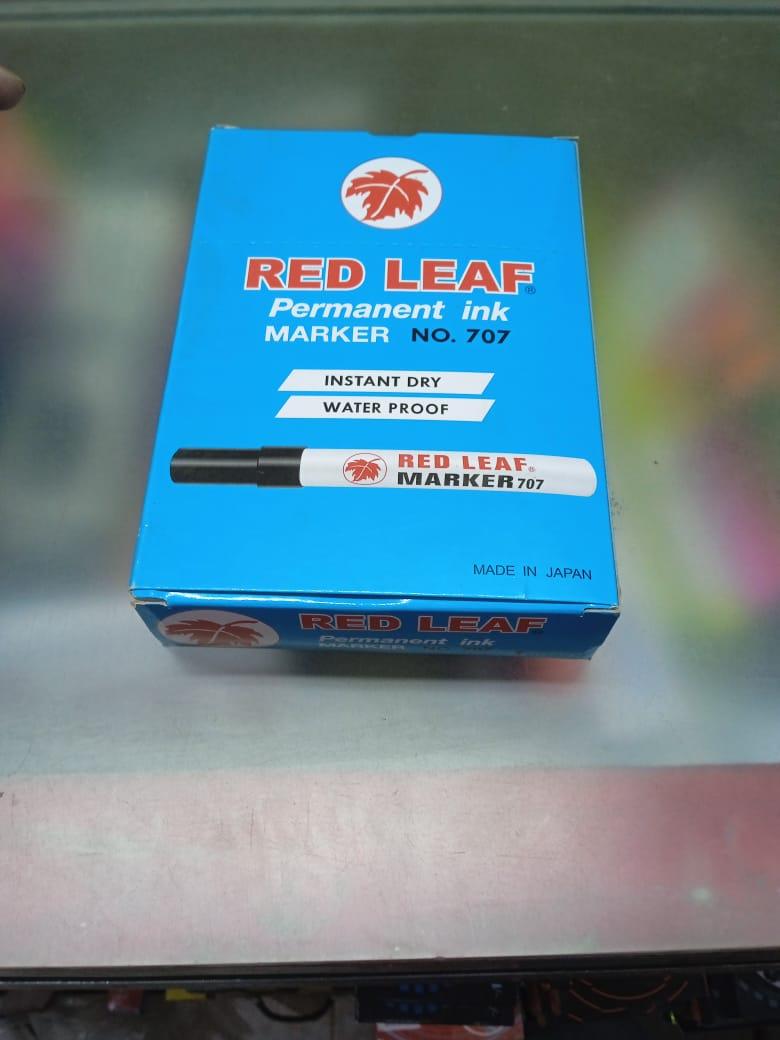 RED LEAF®
Permanent ink
MARKER NO. 707
INSTANT DRY
WATER PROOF
RED LEAF®
MARKER 707
MADE IN JAPAN
RED LEAF®
Permanent ink
MARKER NO.